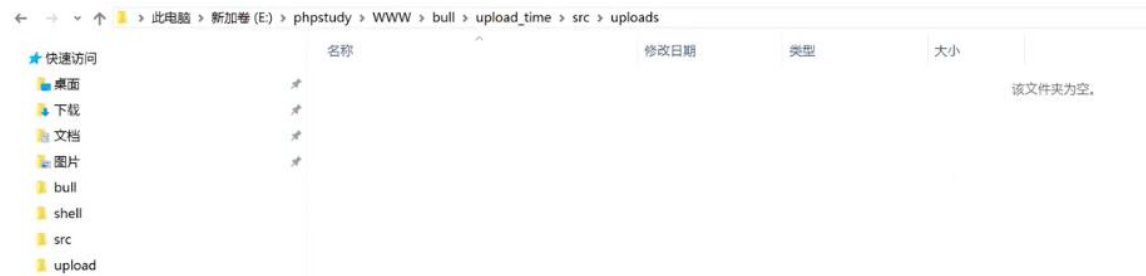 此电脑 > 新加卷 (E:) > phpstudy > WWW > bull > upload_time > src > uploads
名称 修改日期 类型 大小
快速访问
该文件夹为空。
桌面
下载
文档
图片
bull
shell
src
upload